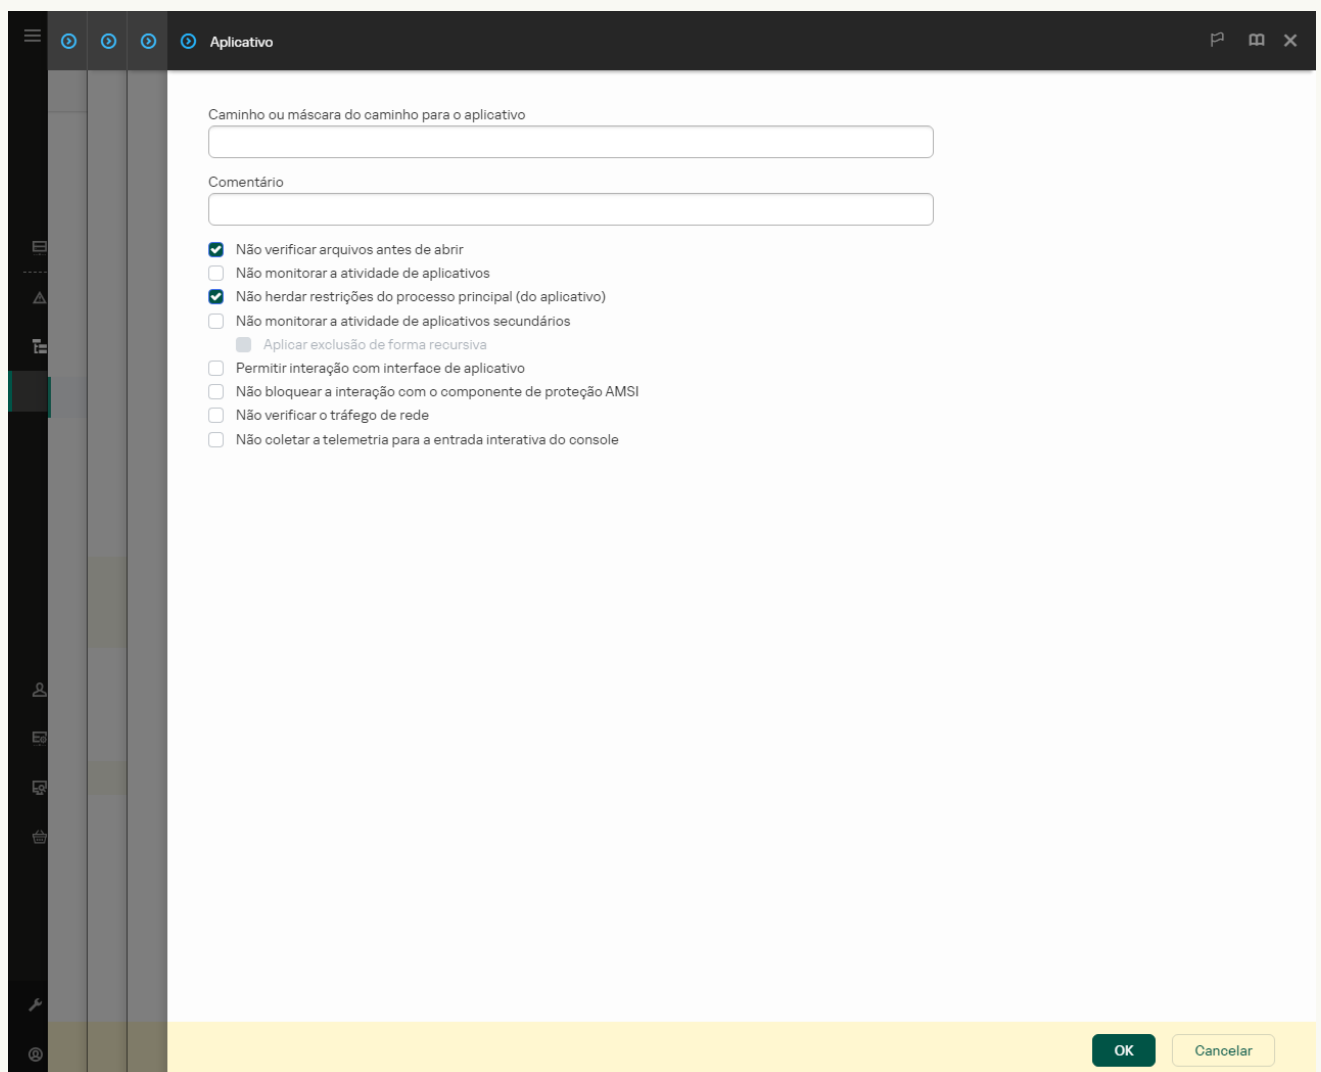 Aplicativo
Caminho ou máscara do caminho para o aplicativo
Comentário
Não verificar arquivos antes de abrir
Não monitorar a atividade de aplicativos
Não herdar restrições do processo principal (do aplicativo)
Não monitorar a atividade de aplicativos secundários
Aplicar exclusão de forma recursiva
Permitir interação com interface de aplicativo
Não bloquear a interação com o componente de proteção AMSI
Não verificar o tráfego de rede
Não coletar a telemetria para a entrada interativa do console
OK
Cancelar